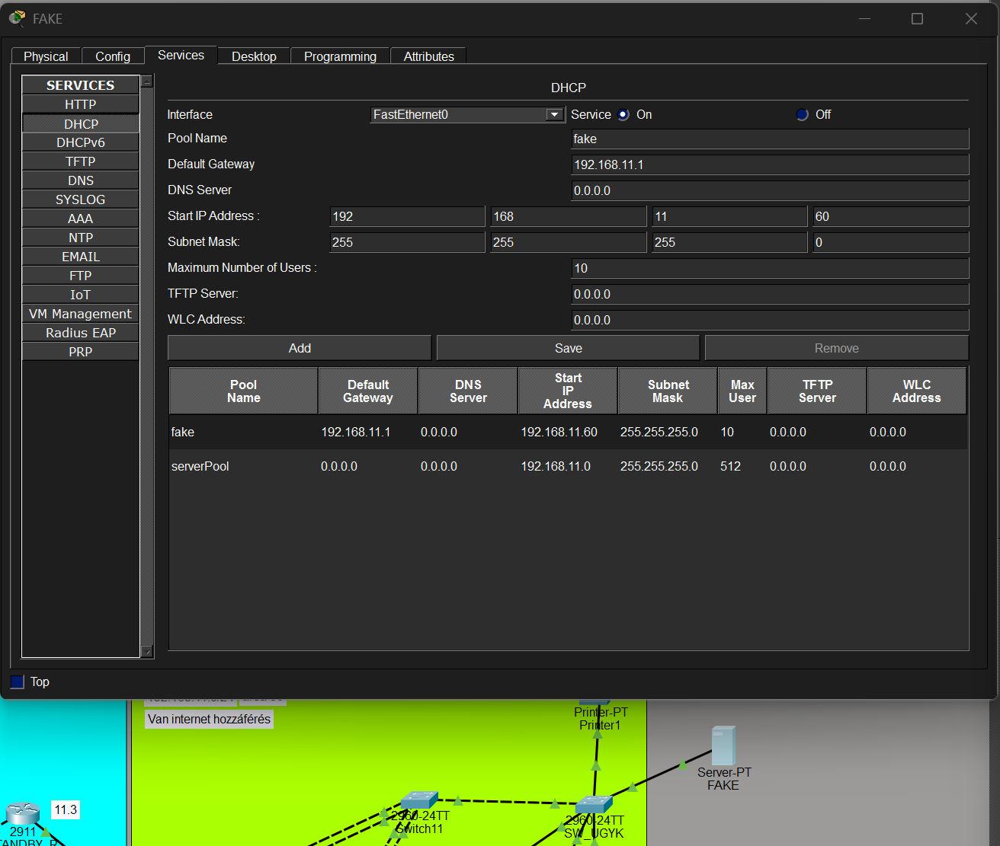 FAKE
Physical
Config
Services
Desktop
Programming
Attributes
SERVICES
HTTP
DHCP
DHCPv6
TFTP
DNS
SYSLOG
AAA
NTP
EMAIL
FTP
IoT
VM Management
Radius EAP
PRP
DHCP
Interface
FastEthernet0
Service
On
Off
Pool Name
fake
Default Gateway
192.168.11.1
DNS Server
0.0.0.0
Start IP Address :
192
168
11
60
Subnet Mask:
255
255
255
0
Maximum Number of Users :
10
TFTP Server:
0.0.0.0
WLC Address:
0.0.0.0
Add
Save
Remove
Pool
Name
Default
Gateway
DNS
Server
Start
IP
Address
Subnet
Mask
Max
User
TFTP
Server
WLC
Address
fake 192.168.11.1 0.0.0.0 192.168.11.60 255.255.255.0 10 0.0.0.0 0.0.0.0
serverPool 0.0.0.0 0.0.0.0 192.168.11.0 255.255.255.0 512 0.0.0.0 0.0.0.0
Top
Van internet hozzáférés
Printer-PT
Printer1
Server-PT
FAKE
2960-24TT
Switch11
2960-24TT
SW_UGYK
11.3
2911
TANDBY_R